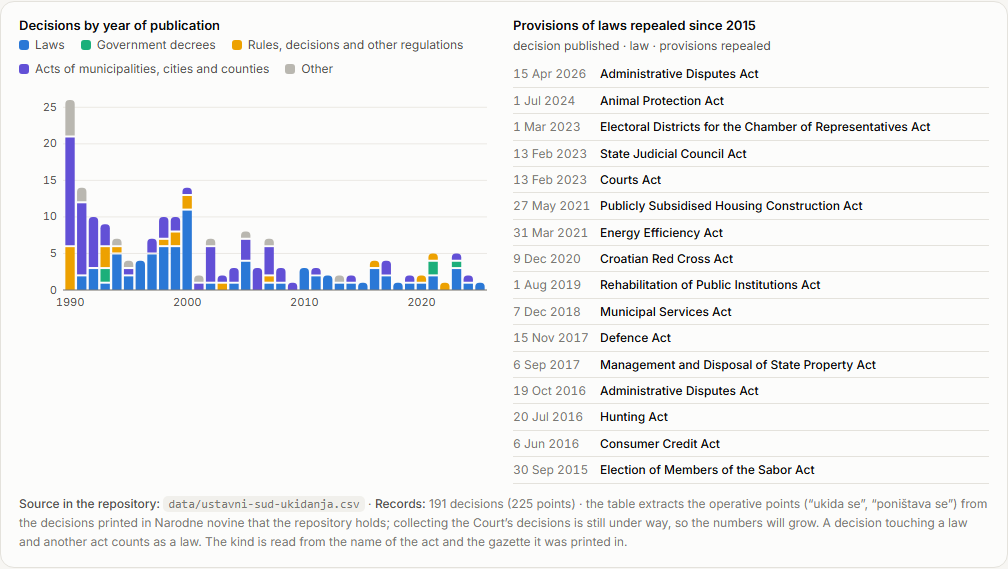 Decisions by year of publication
Laws Government decrees Rules, decisions and other regulations
Acts of municipalities, cities and counties Other
25
20
15
10
5
0
1990 2000 2010 2020
Provisions of laws repealed since 2015
decision published · law · provisions repealed
15 Apr 2026 Administrative Disputes Act
1 Jul 2024 Animal Protection Act
1 Mar 2023 Electoral Districts for the Chamber of Representatives Act
13 Feb 2023 State Judicial Council Act
13 Feb 2023 Courts Act
27 May 2021 Publicly Subsidised Housing Construction Act
31 Mar 2021 Energy Efficiency Act
9 Dec 2020 Croatian Red Cross Act
1 Aug 2019 Rehabilitation of Public Institutions Act
7 Dec 2018 Municipal Services Act
15 Nov 2017 Defence Act
6 Sep 2017 Management and Disposal of State Property Act
19 Oct 2016 Administrative Disputes Act
20 Jul 2016 Hunting Act
6 Jun 2016 Consumer Credit Act
30 Sep 2015 Election of Members of the Sabor Act
Source in the repository: data/ustavni-sud-ukidanja.csv · Records: 191 decisions (225 points) · the table extracts the operative points (“ukida se”, “poništava se”) from
the decisions printed in Narodne novine that the repository holds; collecting the Court’s decisions is still under way, so the numbers will grow. A decision touching a law
and another act counts as a law. The kind is read from the name of the act and the gazette it was printed in.